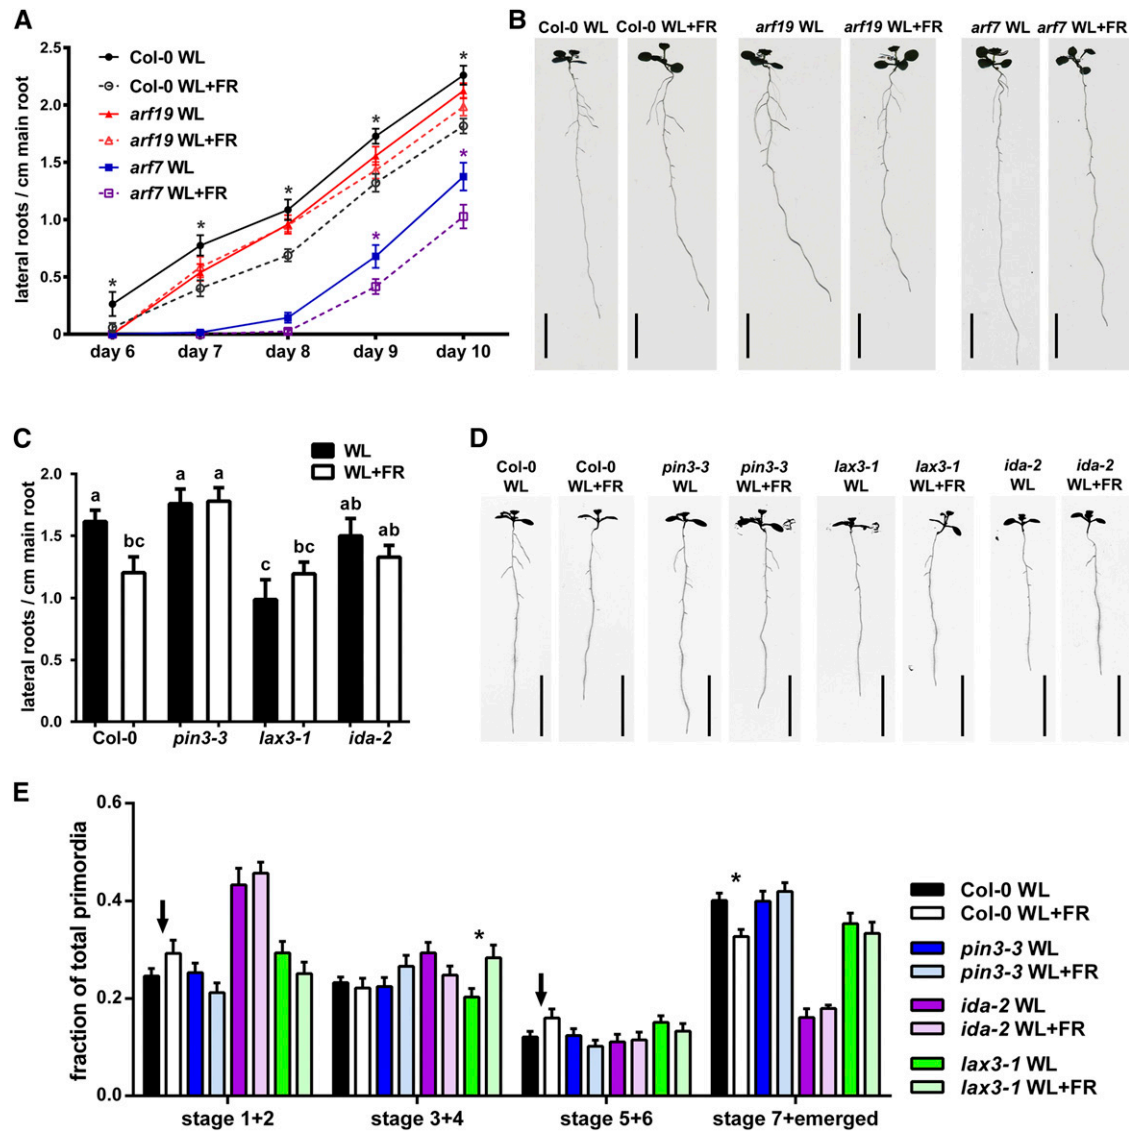 A
lateral roots / cm main root
2.5
2.0
1.5
1.0
0.5
0
Col-0 WL
Col-0 WL+FR
arf19 WL
arf19 WL+FR
arf7 WL
arf7 WL+FR
* * * * *
* *
day 6 day 7 day 8 day 9 day 10
B
Col-0 WL Col-0 WL+FR arf19 WL arf19 WL+FR arf7 WL arf7 WL+FR
C
lateral roots / cm main root
2.0
1.5
1.0
0.5
0.0
WL
WL+FR
a bc a a c bc ab ab
Col-0 pin3-3 lax3-1 ida-2
D
Col-0 WL
Col-0 WL+FR
pin3-3 WL
pin3-3 WL+FR
lax3-1 WL
lax3-1 WL+FR
ida-2 WL
ida-2 WL+FR
E
fraction of total primordia
0.6
0.4
0.2
0.0
* *
stage 1+2 stage 3+4 stage 5+6 stage 7+emerged
Col-0 WL
Col-0 WL+FR
pin3-3 WL
pin3-3 WL+FR
ida-2 WL
ida-2 WL+FR
lax3-1 WL
lax3-1 WL+FR